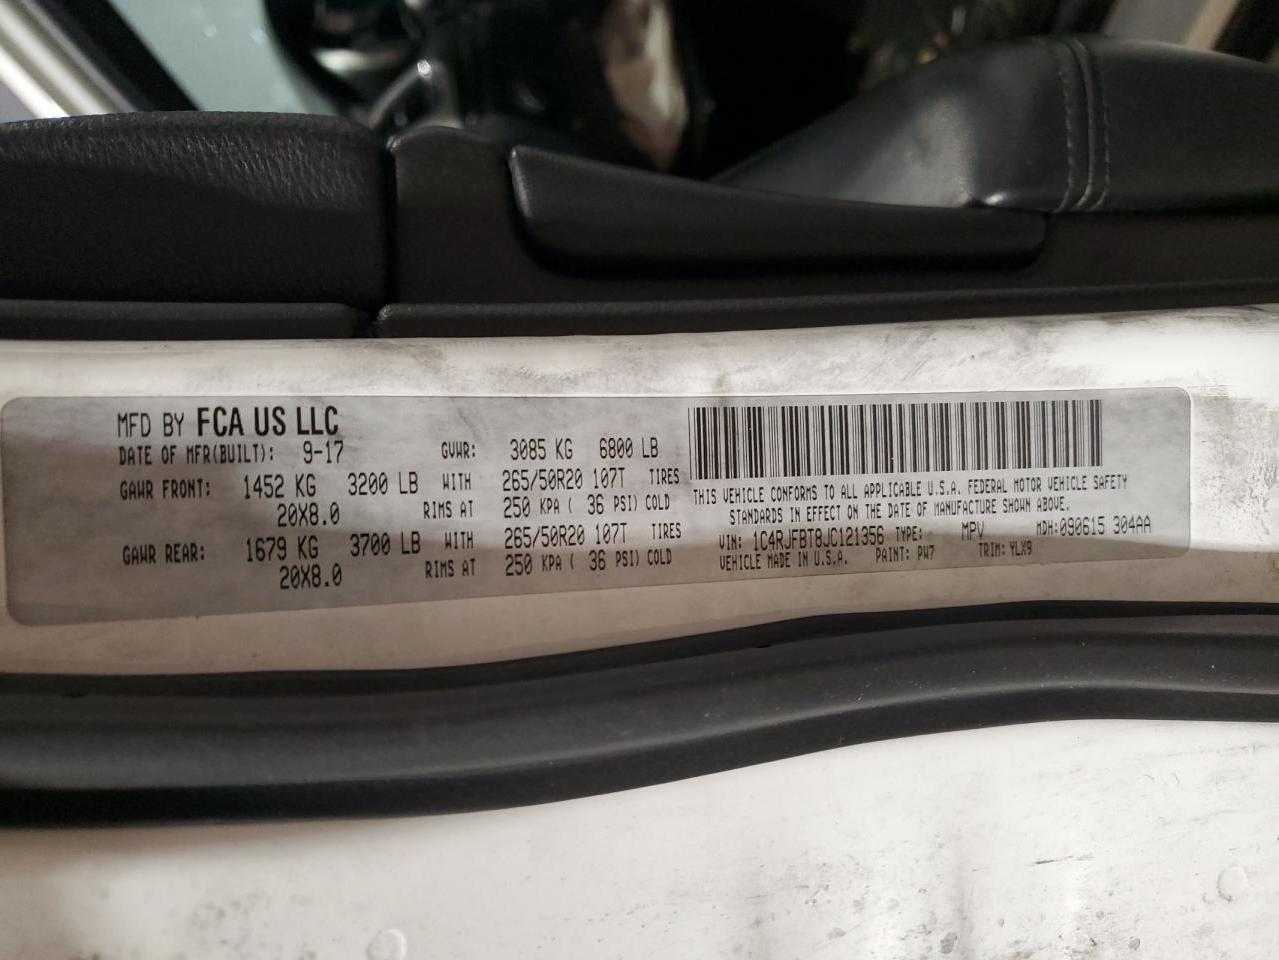 MFD BY FCA US LLC
DATE OF MFR(BUILT): 9-17 GVWR: 3085 KG 6800 LB
GAWR FRONT: 1452 KG 3200 LB WITH 265/50R20 107T TIRES
20X8.0 RIMS AT 250 KPA ( 36 PSI) COLD
GAWR REAR: 1679 KG 3700 LB WITH 265/50R20 107T TIRES
20X8.0 RIMS AT 250 KPA ( 36 PSI) COLD
THIS VEHICLE CONFORMS TO ALL APPLICABLE U.S.A. FEDERAL MOTOR VEHICLE SAFETY
STANDARDS IN EFFECT ON THE DATE OF MANUFACTURE SHOWN ABOVE.
VIN: 1C4RJFBT8JC121356 TYPE: MPV MDH:090615 304AA
VEHICLE MADE IN U.S.A. PAINT: PW7 TRIM: YLX9